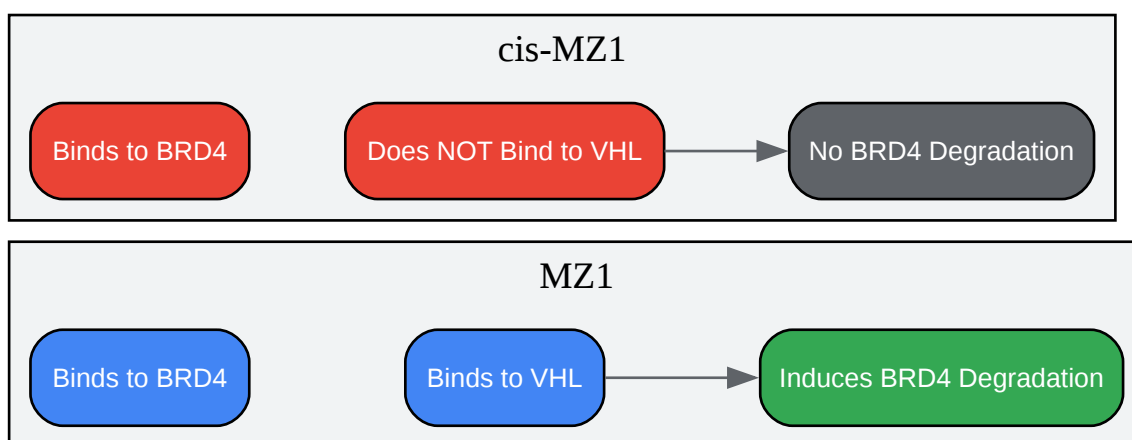 cis-MZ1
Binds to BRD4
Does NOT Bind to VHL
No BRD4 Degradation
MZ1
Binds to BRD4
Binds to VHL
Induces BRD4 Degradation